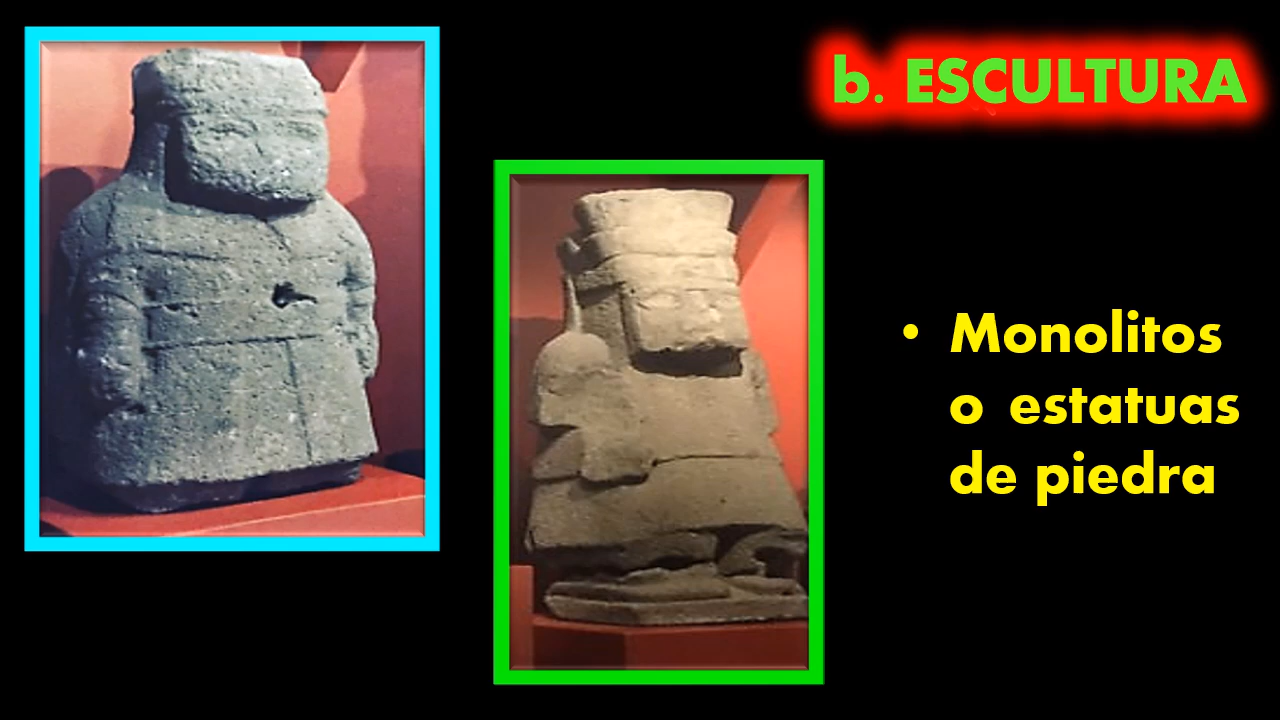 b. ESCULTURA
• Monolitos
o estatuas
de piedra